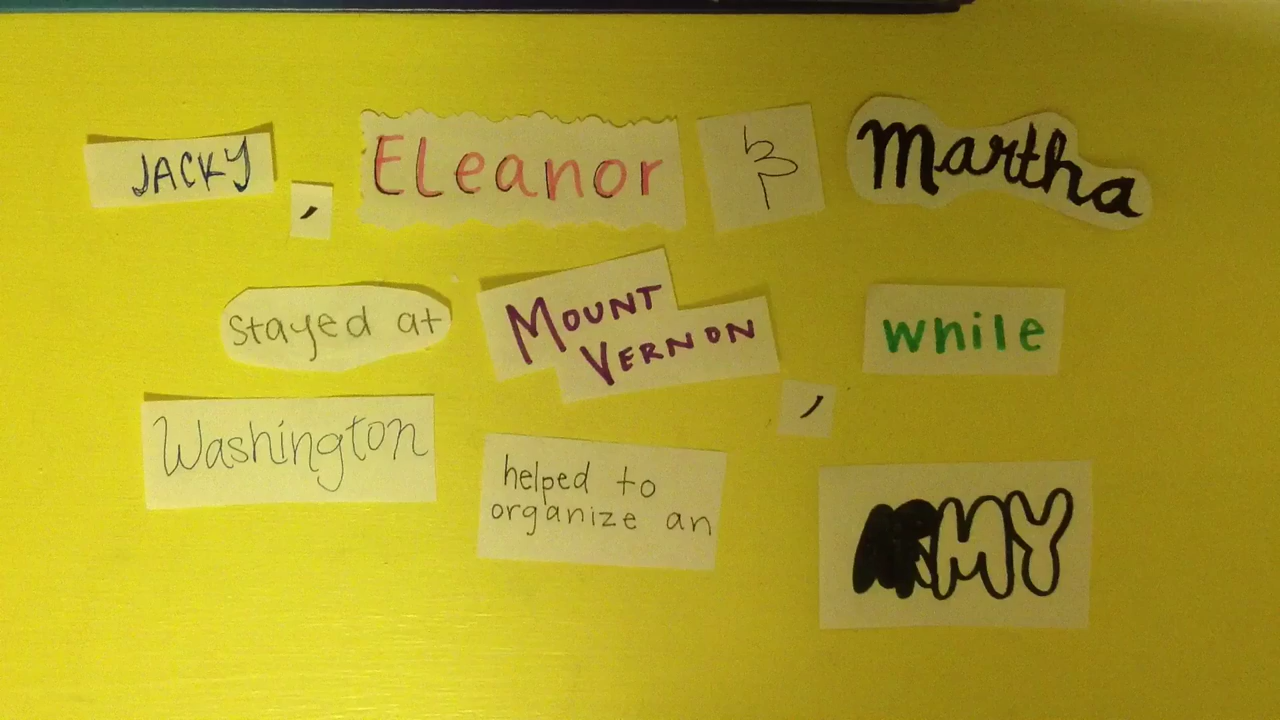 JACKY, Eleanor & Martha
stayed at MOUNT VERNON, while
Washington helped to organize an ARMY